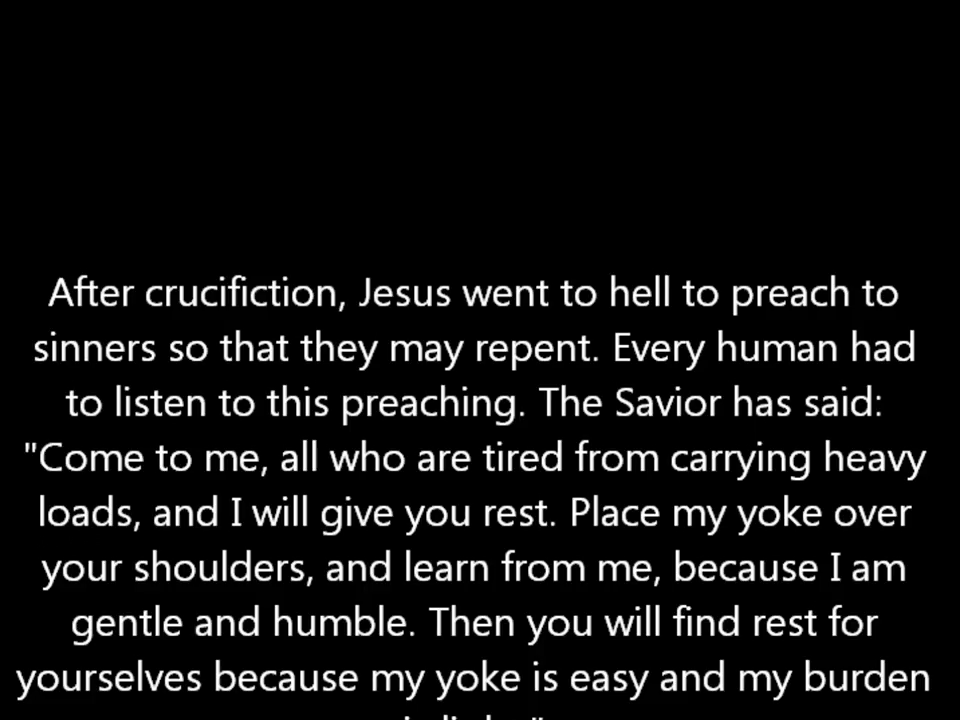 After crucifiction, Jesus went to hell to preach to
sinners so that they may repent. Every human had
to listen to this preaching. The Savior has said:
"Come to me, all who are tired from carrying heavy
loads, and I will give you rest. Place my yoke over
your shoulders, and learn from me, because I am
gentle and humble. Then you will find rest for
yourselves because my yoke is easy and my burden